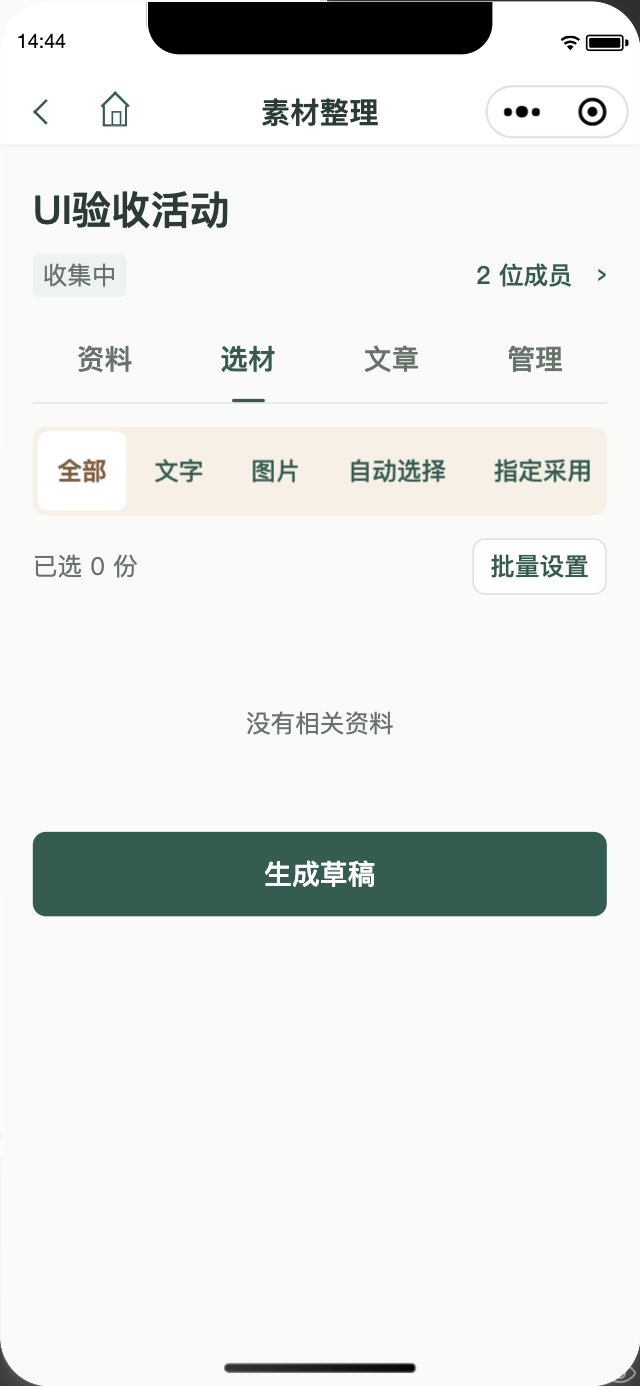 14:44
素材整理
UI验收活动
收集中
2 位成员 >
资料 选材 文章 管理
全部 文字 图片 自动选择 指定采用
已选 0 份
批量设置
没有相关资料
生成草稿